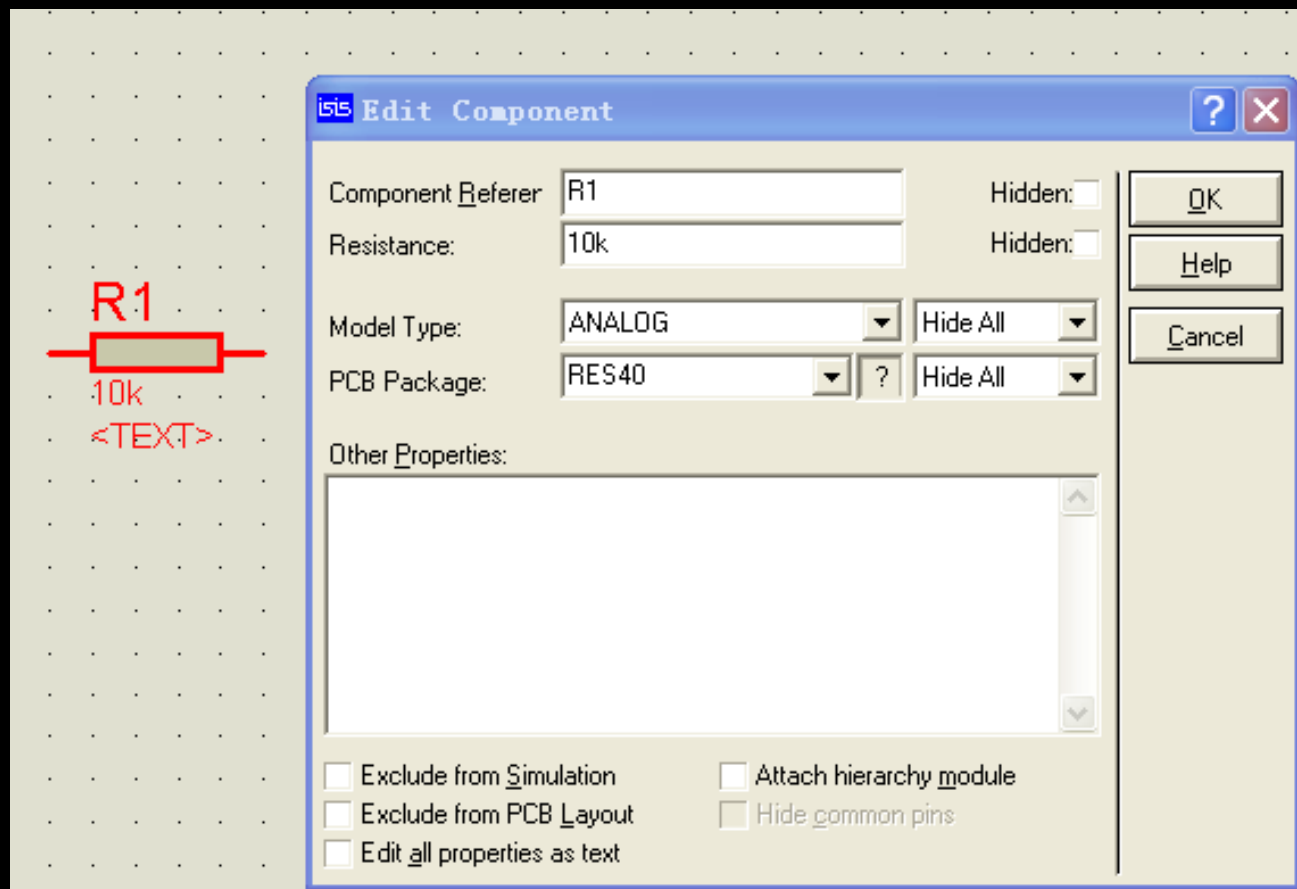 isis Edit Component ?
Component Referer R1 Hidden:
Resistance: 10k Hidden:
OK
Help
Cancel
Model Type: ANALOG Hide All
PCB Package: RES40 ? Hide All
Other Properties:
Exclude from Simulation Attach hierarchy module
Exclude from PCB Layout Hide common pins
Edit all properties as text
R1
10k
<TEXT>